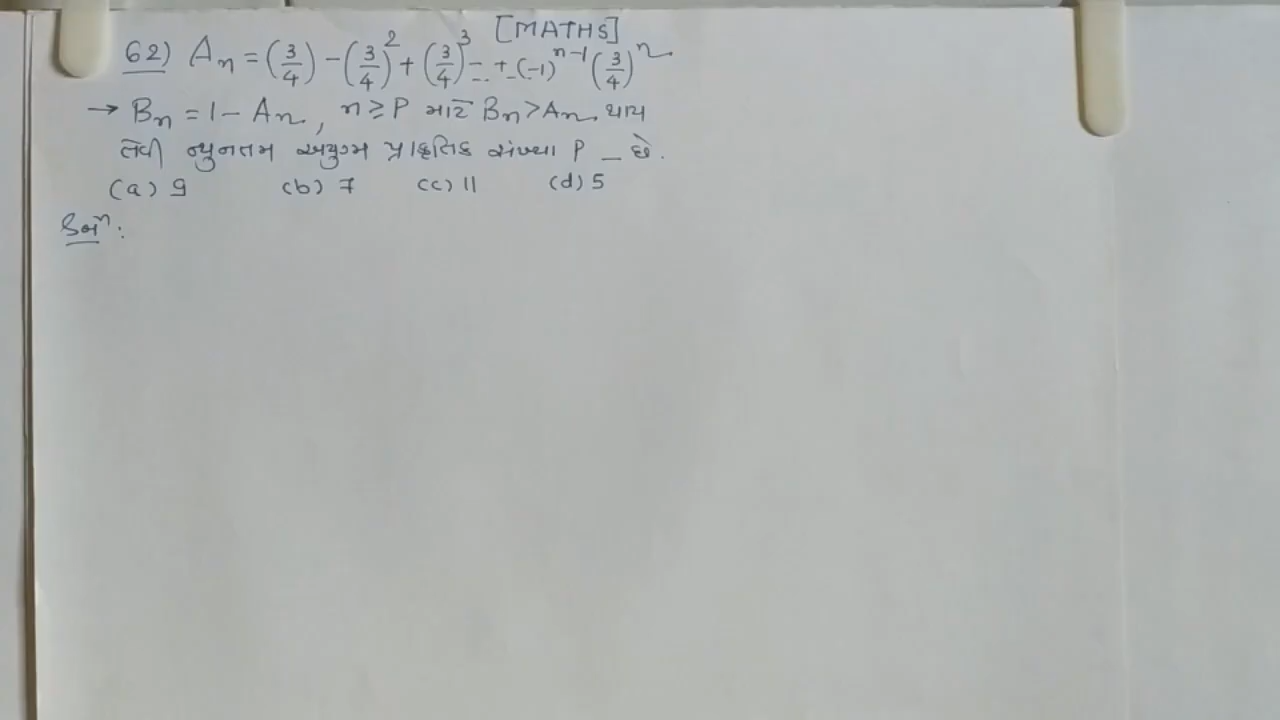 [MATHS]
62) An = (3/4) - (3/4)² + (3/4)³ - ... + (-1)ⁿ⁻¹ (3/4)ⁿ
→ Bn = 1 - An, n ≥ P માટે Bn > An થાય
તેવી ન્યુનતમ અયુગ્મ પ્રાકૃતિક સંખ્યા P _ છે.
(a) 9 (b) 7 (c) 11 (d) 5